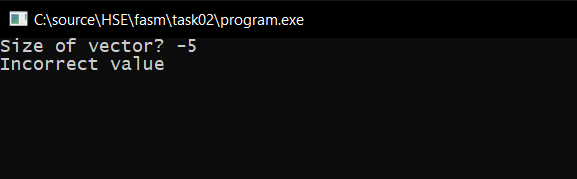 C:\source\HSE\fasm\task02\program.exe
Size of vector? -5
Incorrect value